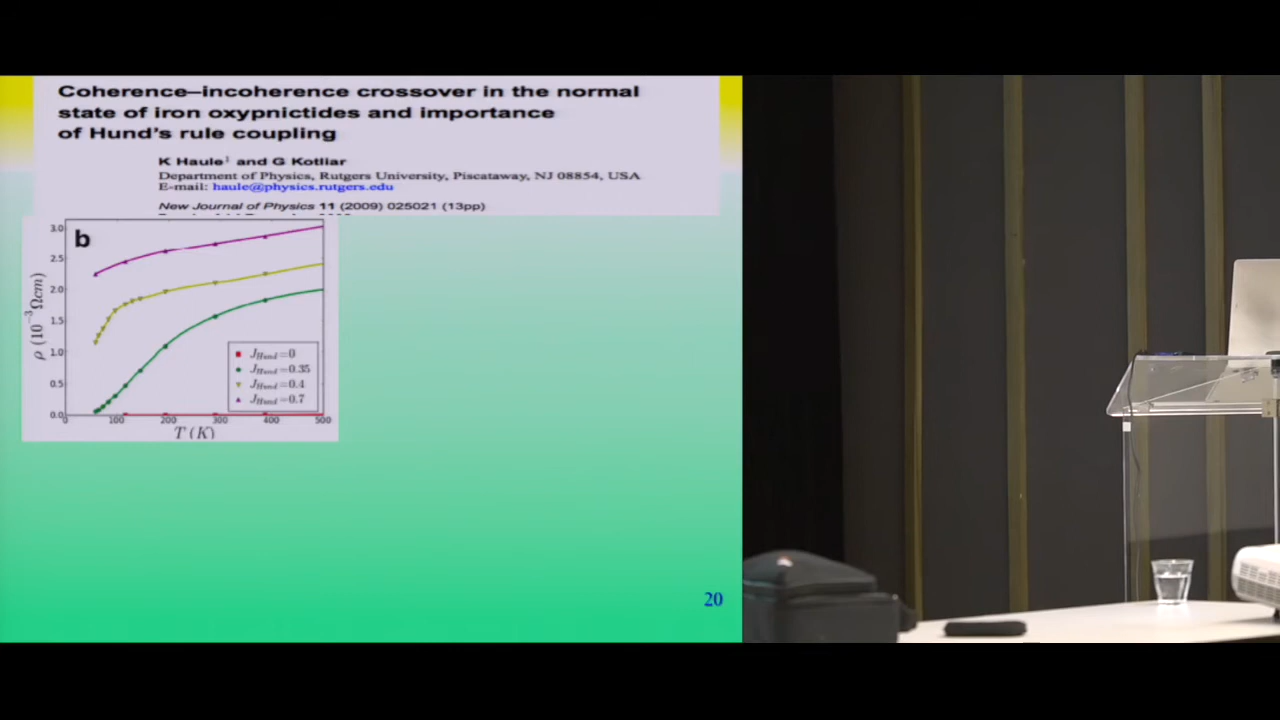 Coherence–incoherence crossover in the normal
state of iron oxypnictides and importance
of Hund's rule coupling
K Haule¹ and G Kotliar
Department of Physics, Rutgers University, Piscataway, NJ 08854, USA
E-mail: haule@physics.rutgers.edu
New Journal of Physics 11 (2009) 025021 (13pp)
b
3.0
2.5
2.0
1.5
1.0
0.5
0.0
ρ (10⁻³Ωcm)
J_Hund=0
J_Hund=0.35
J_Hund=0.4
J_Hund=0.7
0 100 200 300 400 500
T (K)
20